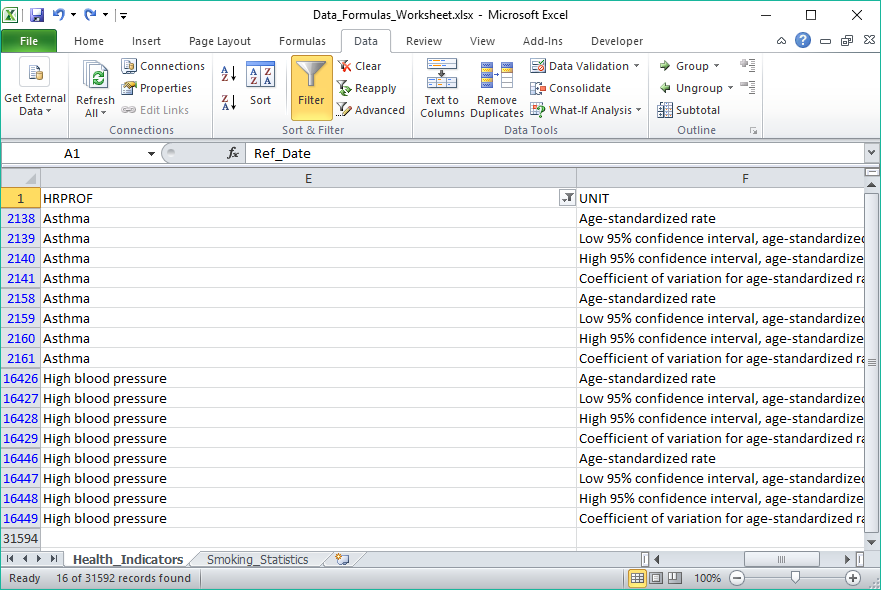 Data_Formulas_Worksheet.xlsx - Microsoft Excel
File Home Insert Page Layout Formulas Data Review View Add-Ins Developer
Get External Data
Refresh All
Connections
Properties
Edit Links
Connections
Sort
Filter
Clear
Reapply
Advanced
Sort & Filter
Text to Columns
Remove Duplicates
Data Validation
Consolidate
What-If Analysis
Data Tools
Group
Ungroup
Subtotal
Outline
A1 fx Ref_Date
E F
1 HRPROF UNIT
2138 Asthma Age-standardized rate
2139 Asthma Low 95% confidence interval, age-standardized
2140 Asthma High 95% confidence interval, age-standardize
2141 Asthma Coefficient of variation for age-standardized ra
2158 Asthma Age-standardized rate
2159 Asthma Low 95% confidence interval, age-standardized
2160 Asthma High 95% confidence interval, age-standardize
2161 Asthma Coefficient of variation for age-standardized ra
16426 High blood pressure Age-standardized rate
16427 High blood pressure Low 95% confidence interval, age-standardized
16428 High blood pressure High 95% confidence interval, age-standardize
16429 High blood pressure Coefficient of variation for age-standardized ra
16446 High blood pressure Age-standardized rate
16447 High blood pressure Low 95% confidence interval, age-standardized
16448 High blood pressure High 95% confidence interval, age-standardize
16449 High blood pressure Coefficient of variation for age-standardized ra
31594
Health_Indicators Smoking_Statistics
Ready 16 of 31592 records found 100%